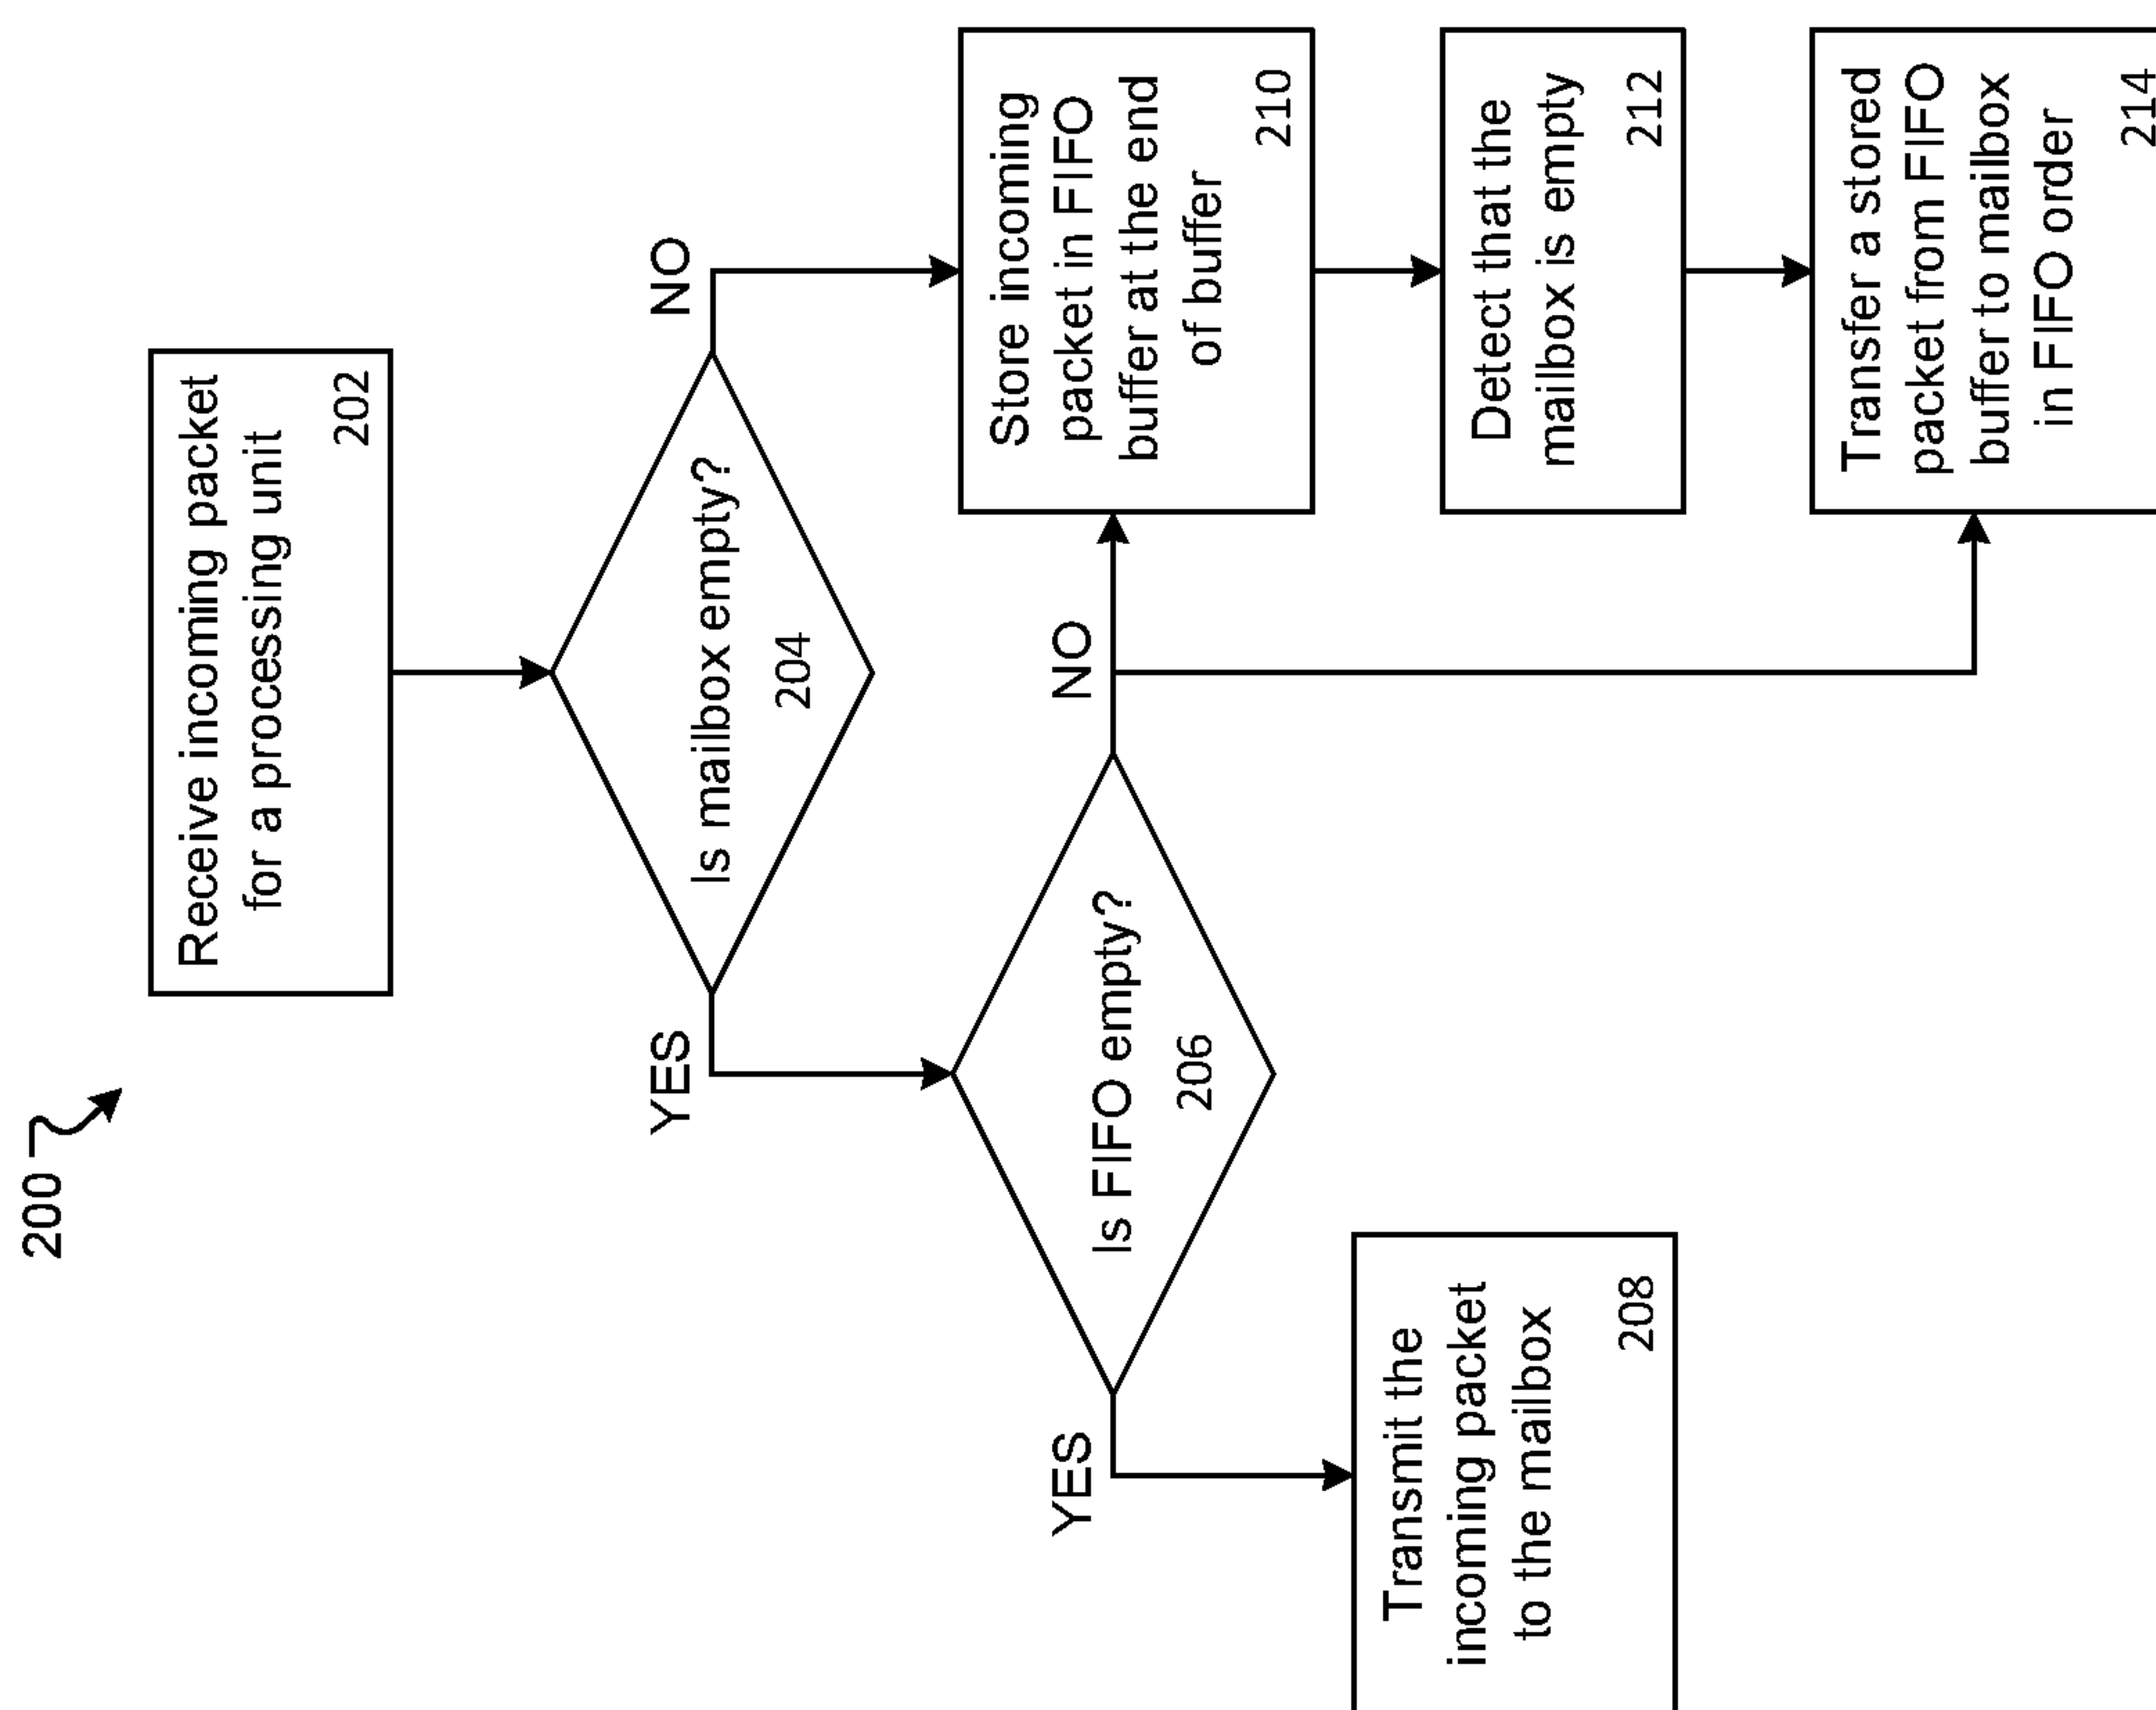 200
Receive incoming packet
for a processing unit
202
Is mailbox empty?
204
YES
NO
Is FIFO empty?
206
YES
NO
Transmit the
incoming packet
to the mailbox
208
Store incoming
packet in FIFO
buffer at the end
of buffer
210
Detect that the
mailbox is empty
212
Transfer a stored
packet from FIFO
buffer to mailbox
in FIFO order
214